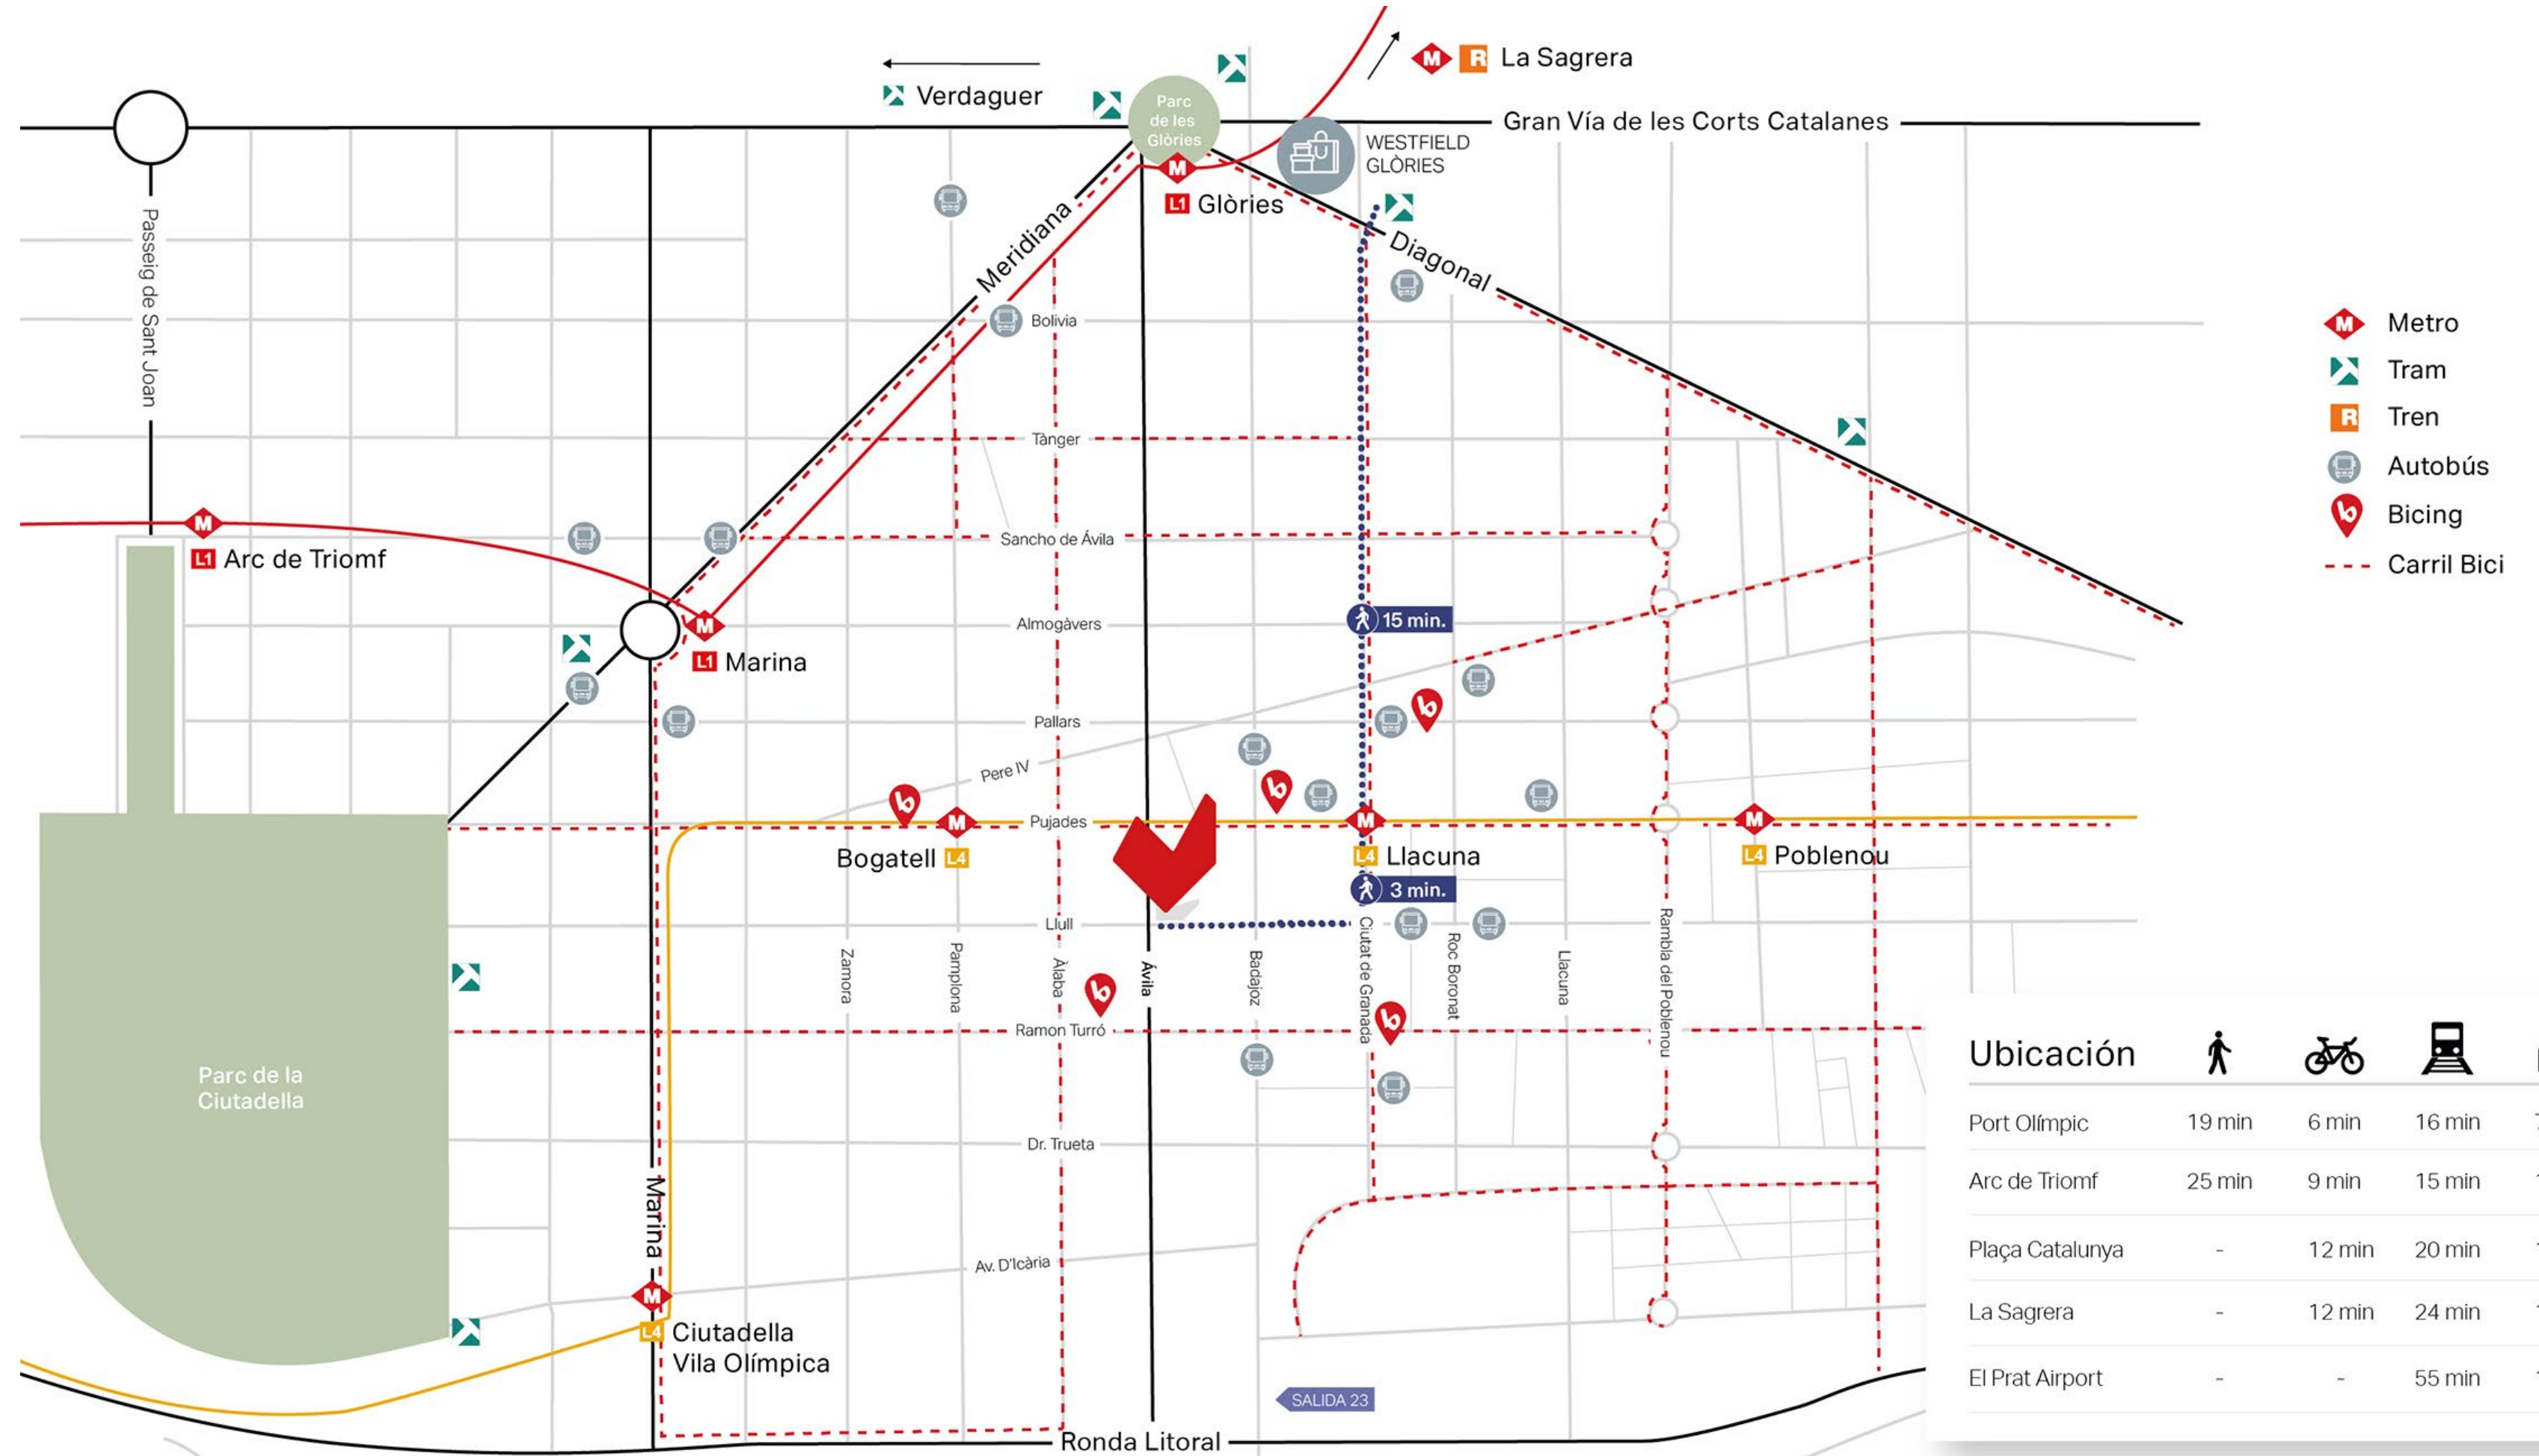 La Sagrera
Verdaguer
Parc
de les
Glòries
Gran Vía de les Corts Catalanes
WESTFIELD
GLÒRIES
L1 Glòries
Passeig de Sant Joan
Meridiana
Diagonal
Bolivia
Tànger
Sancho de Ávila
L1 Arc de Triomf
Almogàvers
15 min.
L1 Marina
Pallars
Pere IV
Pujades
Bogatell L4
L4 Llacuna
L4 Poblenou
3 min.
Llull
Zamora
Pamplona
Àlaba
Ávila
Badajoz
Ciutat de Granada
Roc Boronat
Llacuna
Rambla del Poblenou
Ramon Turró
Parc de la
Ciutadella
Dr. Trueta
Marina
Av. D'Icària
L4 Ciutadella
Vila Olímpica
SALIDA 23
Ronda Litoral
M Metro
Tram
R Tren
Autobús
b Bicing
Carril Bici
Ubicación
Port Olímpic 19 min 6 min 16 min
Arc de Triomf 25 min 9 min 15 min
Plaça Catalunya - 12 min 20 min
La Sagrera - 12 min 24 min
El Prat Airport - - 55 min